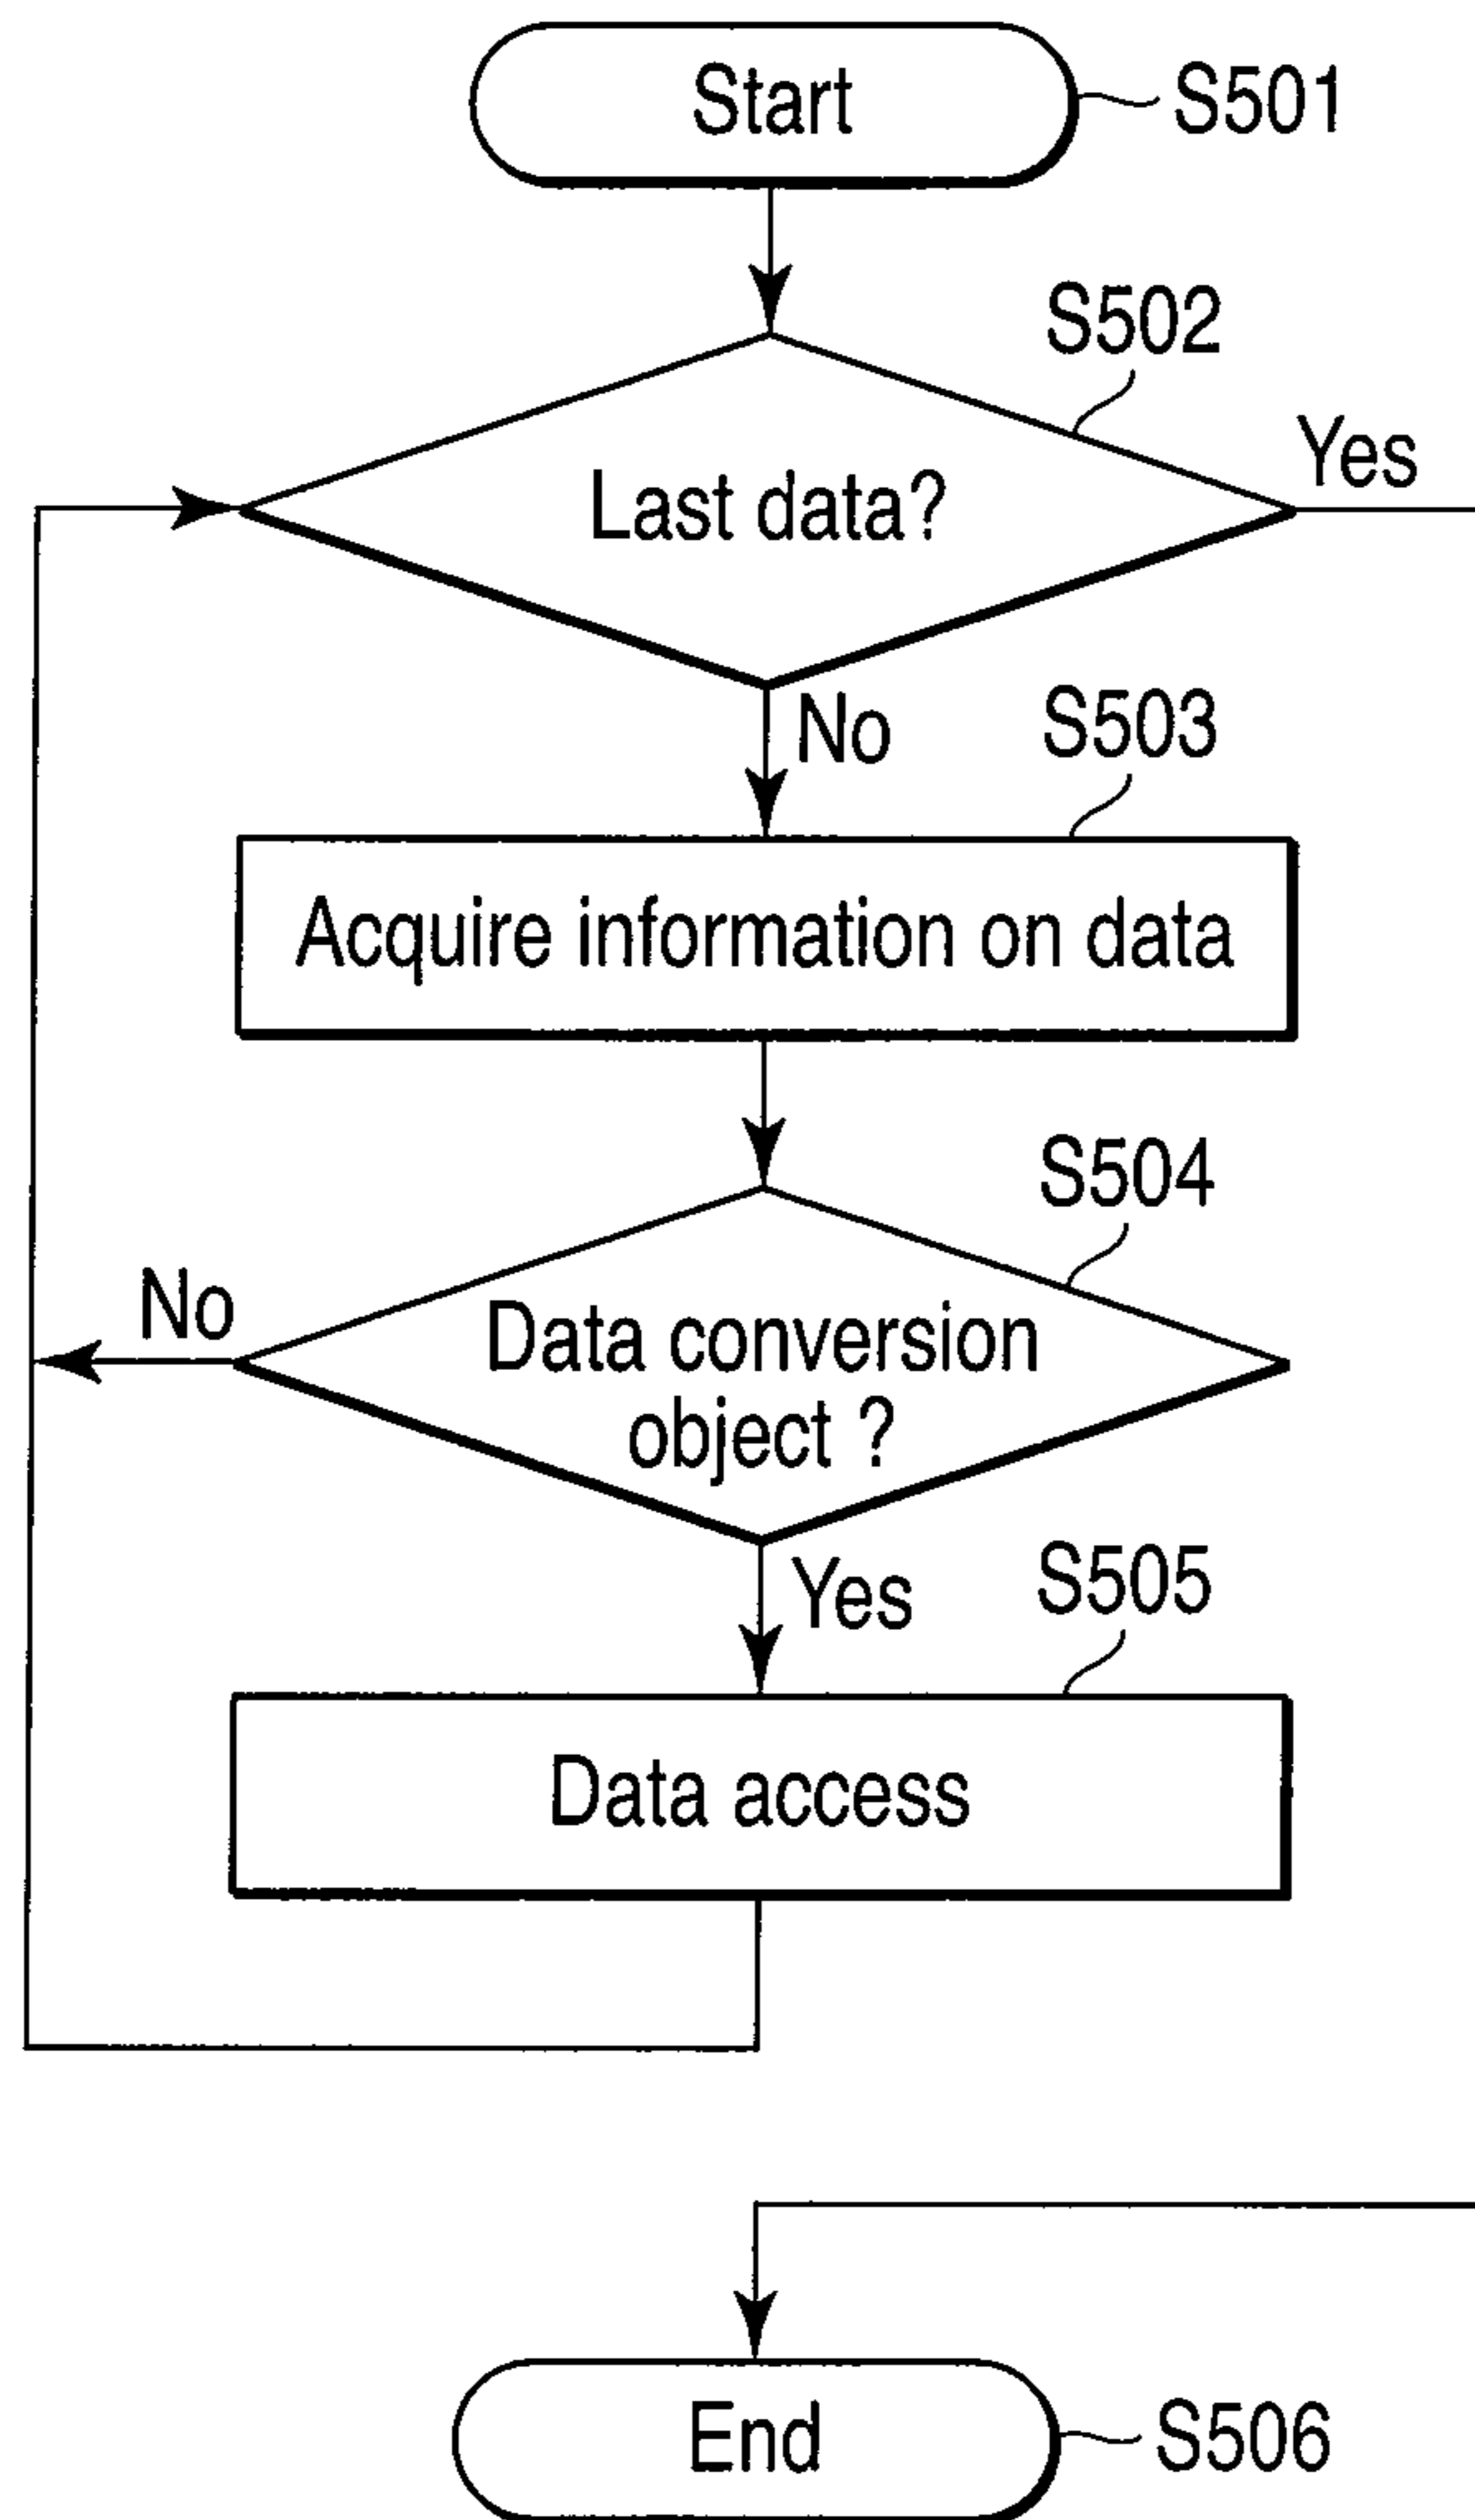 Start
S501
S502
Last data?
Yes
No
S503
Acquire information on data
S504
No
Data conversion
object ?
Yes
S505
Data access
End
S506